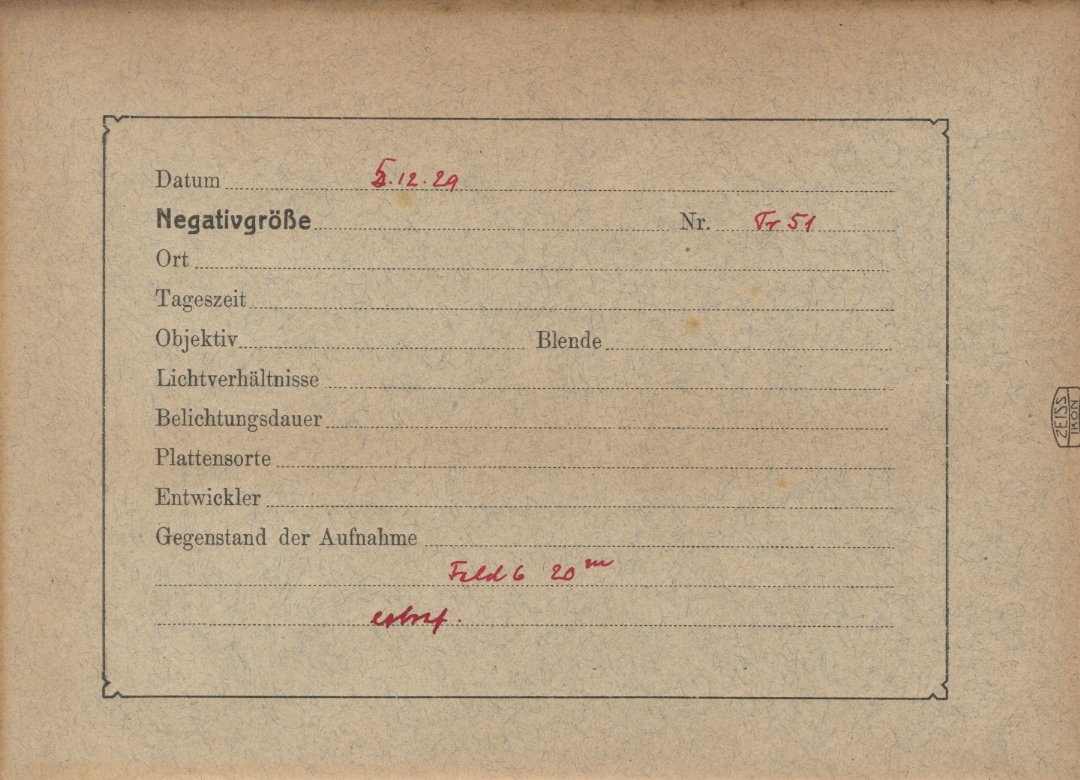 Datum 5.12.29
Negativgröße Nr. Tr 51
Ort
Tageszeit
Objektiv Blende
Lichtverhältnisse
Belichtungsdauer
Plattensorte
Entwickler
Gegenstand der Aufnahme
Feld 6 20 m
ZEISS
IKON